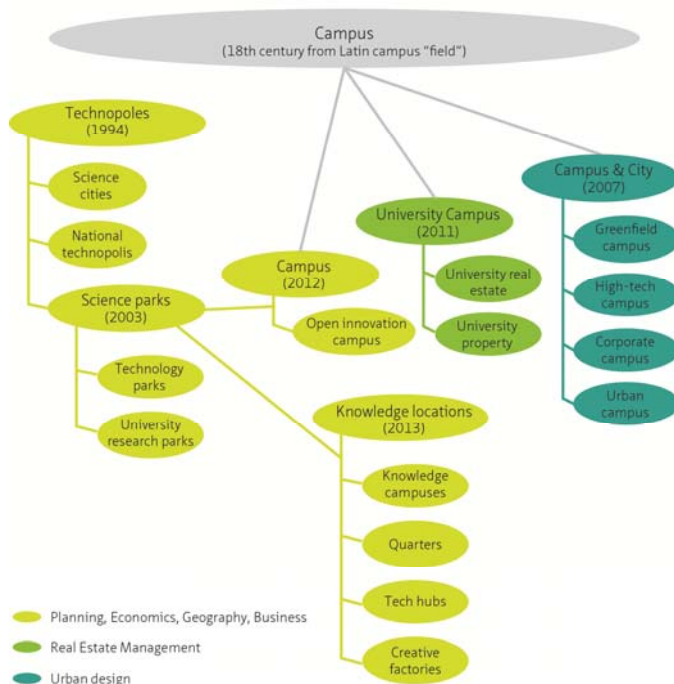 Campus
(18th century from Latin campus “field”)
Technopoles
(1994)
Science
cities
National
technopolis
Science parks
(2003)
Technology
parks
University
research parks
Campus
(2012)
Open innovation
campus
University Campus
(2011)
University real
estate
University
property
Campus & City
(2007)
Greenfield
campus
High-tech
campus
Corporate
campus
Urban
campus
Knowledge locations
(2013)
Knowledge
campuses
Quarters
Tech hubs
Creative
factories
Planning, Economics, Geography, Business
Real Estate Management
Urban design